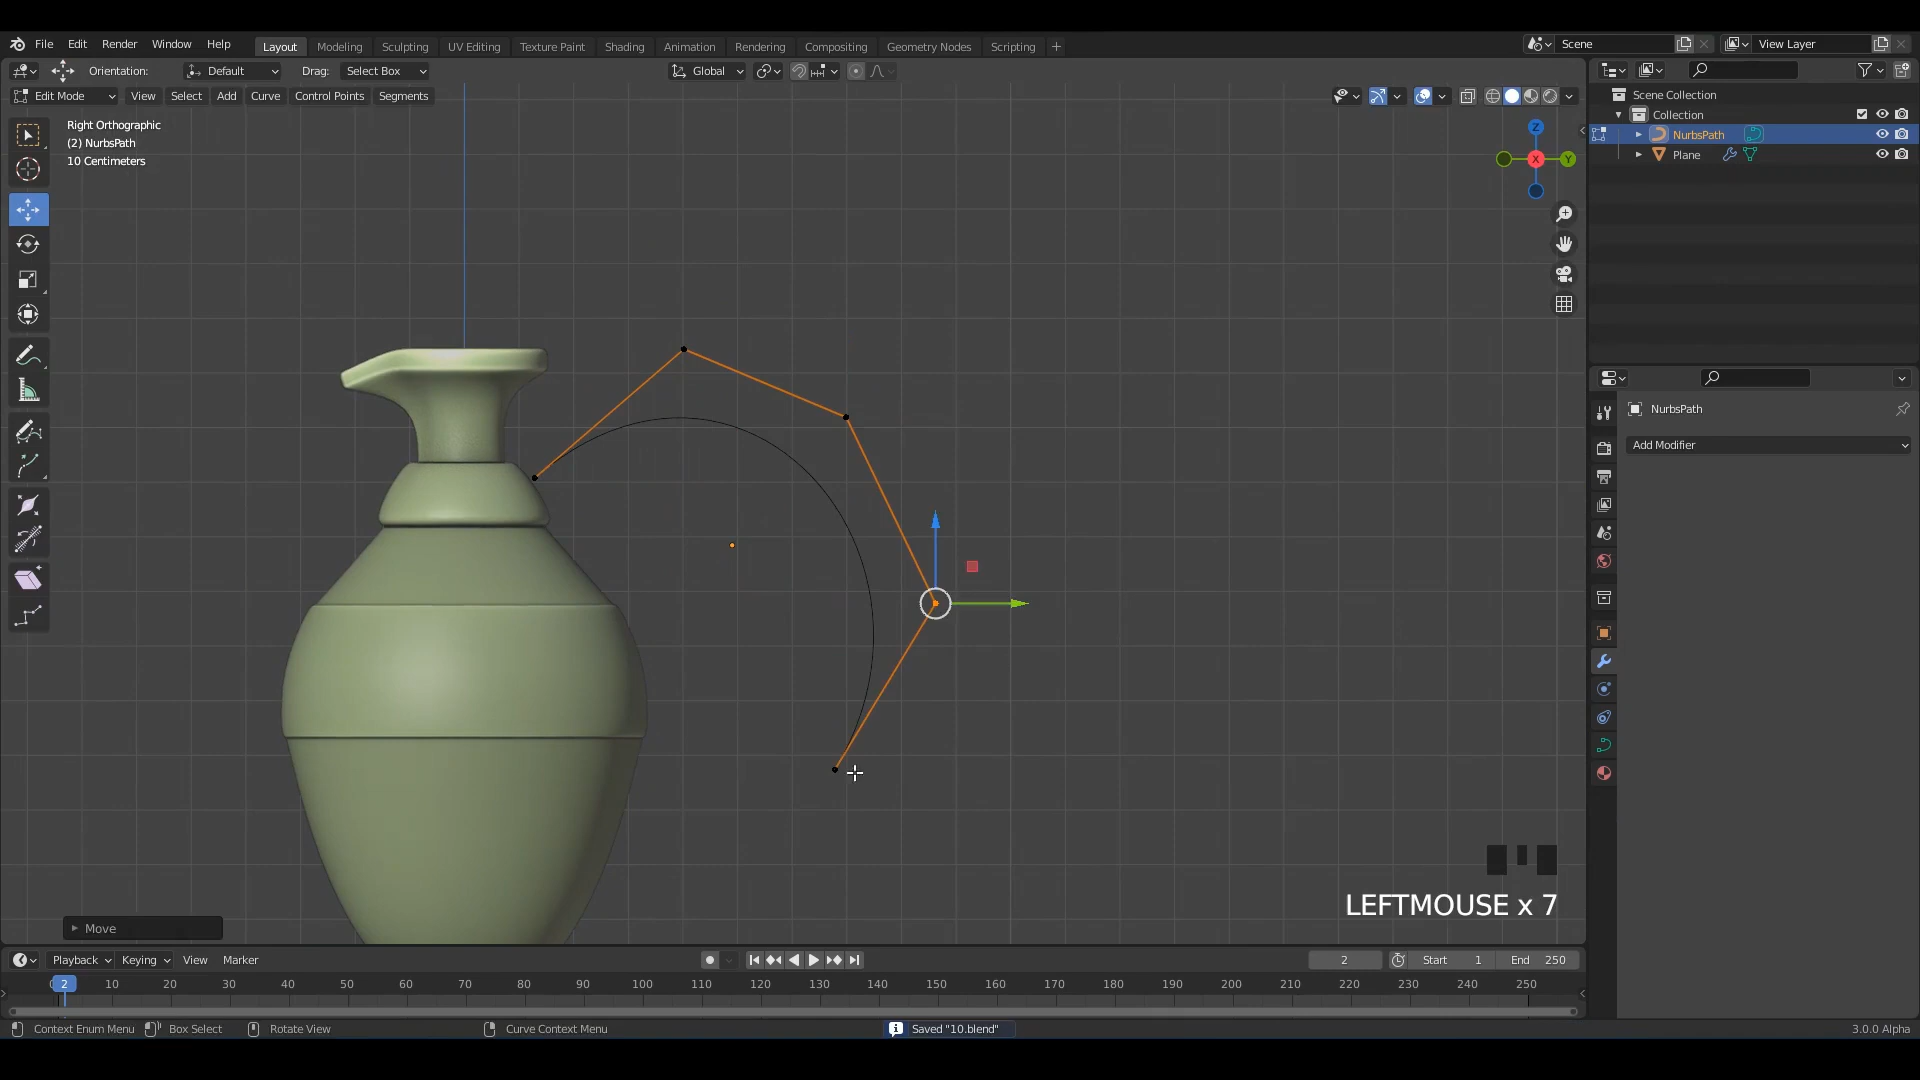 File Edit Render Window Help Layout Modeling Sculpting UV Editing Texture Paint Shading Animation Rendering Compositing Geometry Nodes Scripting + Scene View Layer
Orientation: Default Drag: Select Box Global
Edit Mode View Select Add Curve Control Points Segments
Right Orthographic
(2) NurbsPath
10 Centimeters
Z
X
Y
Scene Collection
Collection
NurbsPath
Plane
NurbsPath
Add Modifier
LEFTMOUSE x 7
Move
Playback Keying View Marker 2 Start 1 End 250
2 10 20 30 40 50 60 70 80 90 100 110 120 130 140 150 160 170 180 190 200 210 220 230 240 250
Context Enum Menu Box Select Rotate View Curve Context Menu Saved "10.blend" 3.0.0 Alpha